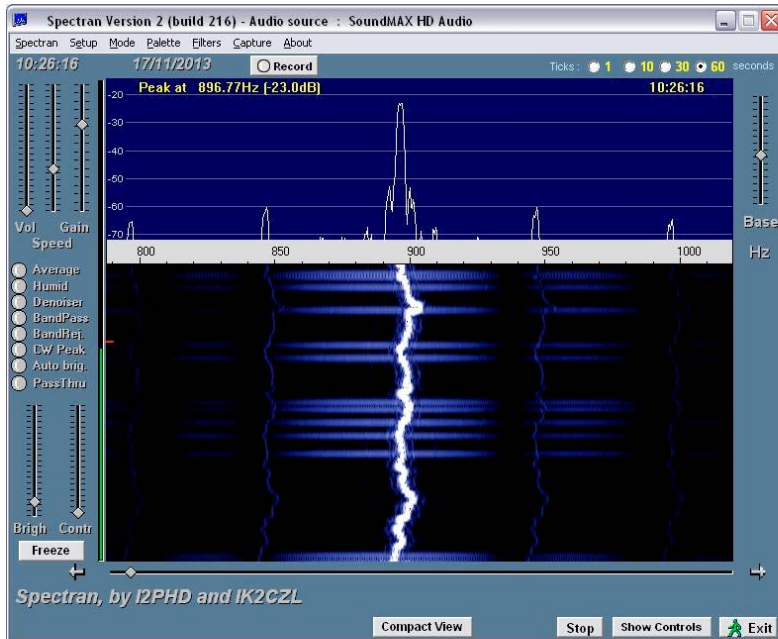 Spectran Version 2 (build 216) - Audio source : SoundMAX HD Audio
Spectran Setup Mode Palette Filters Capture About
10:26:16 17/11/2013 Record Ticks: 1 10 30 60 seconds
Peak at 896.77Hz (-23.0dB) 10:26:16
-20
-30
-40
-50
-60
-70
Vol Gain
Speed
Base
800 850 900 950 1000 Hz
Average
Humid
Denoiser
BandPass
BandRej.
CW Peak
Auto brig.
PassThru
Brigh Contr
Freeze
Spectran, by I2PHD and IK2CZL
Compact View Stop Show Controls Exit